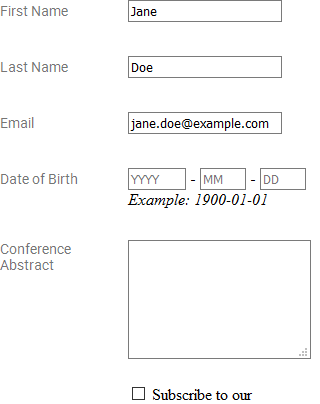 First Name Jane
Last Name Doe
Email jane.doe@example.com
Date of Birth YYYY - MM - DD
Example: 1900-01-01
Conference
Abstract
Subscribe to our